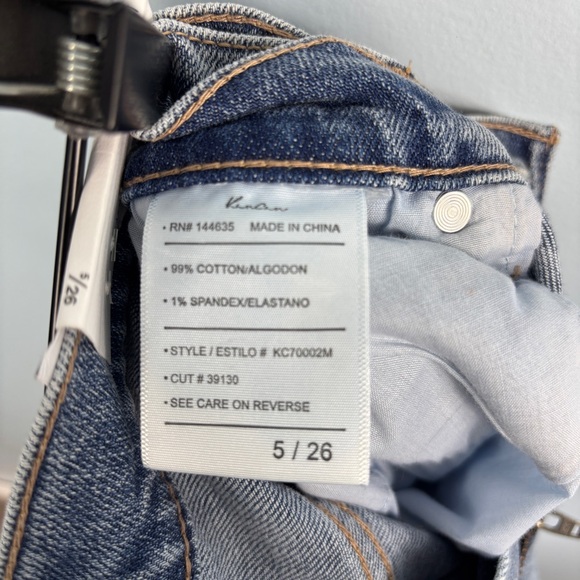 KanCan
• RN# 144635 MADE IN CHINA
• 99% COTTON/ALGODON
• 1% SPANDEX/ELASTANO
• STYLE / ESTILO # KC70002M
• CUT # 39130
• SEE CARE ON REVERSE
5 / 26
5/26